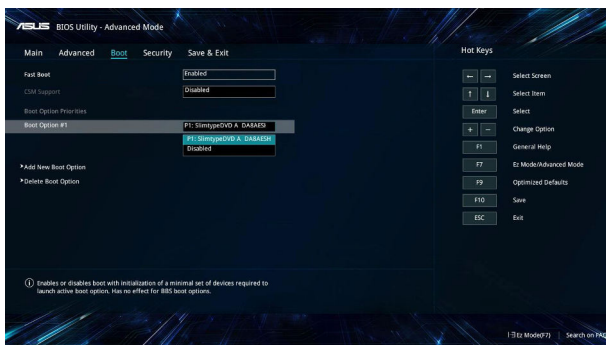 ASUS BIOS Utility - Advanced Mode
Main Advanced Boot Security Save & Exit
Hot Keys
Fast Boot Enabled
CSM Support Disabled
Boot Option Priorities
Boot Option #1 P1: SlimtypeDVD A DA8AESH
P1: SlimtypeDVD A DA8AESH
Disabled
Add New Boot Option
Delete Boot Option
← → Select Screen
↑ ↓ Select Item
Enter Select
+ - Change Option
F1 General Help
F7 Ez Mode/Advanced Mode
F9 Optimized Defaults
F10 Save
ESC Exit
Enables or disables boot with initialization of a minimal set of devices required to
launch active boot option. Has no effect for BBS boot options.
Ez Mode(F7) | Search on FAQ